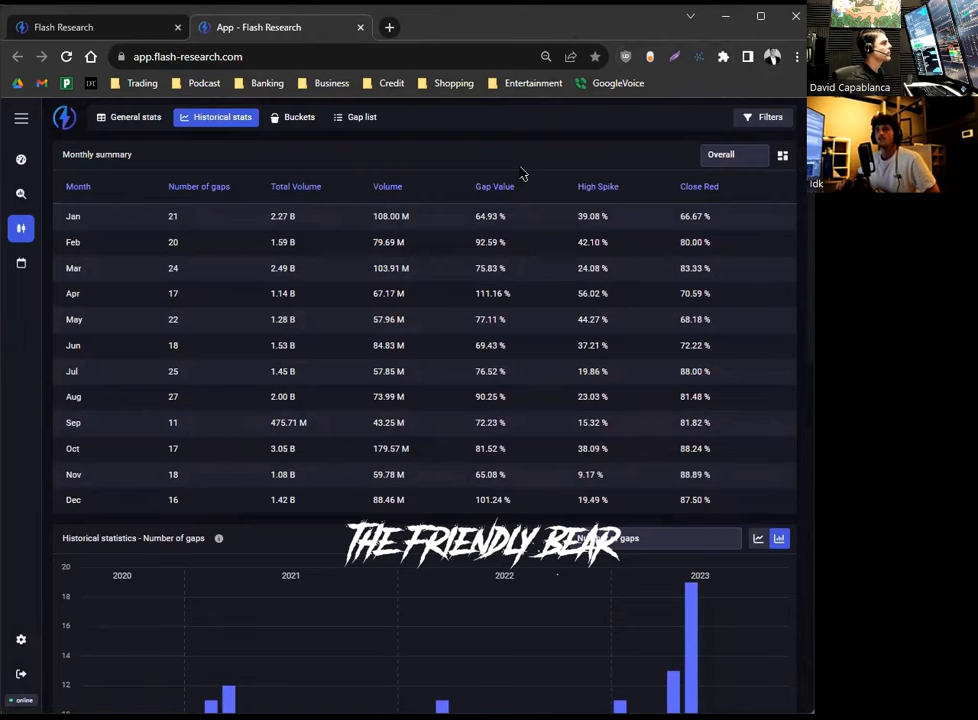 Flash Research
App - Flash Research
app.flash-research.com
Trading
Podcast
Banking
Business
Credit
Shopping
Entertainment
GoogleVoice
David Capablanca
Idk
General stats
Historical stats
Buckets
Gap list
Filters
Monthly summary
Overall
Month Number of gaps Total Volume Volume Gap Value High Spike Close Red
Jan 21 2.27 B 108.00 M 64.93 % 39.08 % 66.67 %
Feb 20 1.59 B 79.69 M 92.59 % 42.10 % 80.00 %
Mar 24 2.49 B 103.91 M 75.83 % 24.08 % 83.33 %
Apr 17 1.14 B 67.17 M 111.16 % 56.02 % 70.59 %
May 22 1.28 B 57.96 M 77.11 % 44.27 % 68.18 %
Jun 18 1.53 B 84.83 M 69.43 % 37.21 % 72.22 %
Jul 25 1.45 B 57.85 M 76.52 % 19.86 % 88.00 %
Aug 27 2.00 B 73.99 M 90.25 % 23.03 % 81.48 %
Sep 11 475.71 M 43.25 M 72.23 % 15.32 % 81.82 %
Oct 17 3.05 B 179.57 M 81.52 % 38.09 % 88.24 %
Nov 18 1.08 B 59.78 M 65.08 % 9.17 % 88.89 %
Dec 16 1.42 B 88.46 M 101.24 % 19.49 % 87.50 %
THE FRIENDLY BEAR
Historical statistics - Number of gaps
gaps
2020 2021 2022 2023
20
18
16
14
12
online